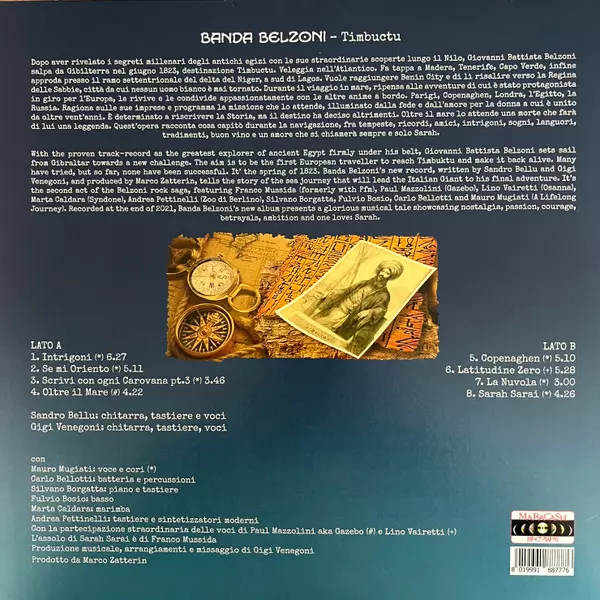 BANDA BELZONI – Timbuctu
Dopo aver rivelato i segreti millenari degli antichi egizi con le sue straordinarie scoperte lungo il Nilo, Giovanni Battista Belzoni
salpa da Gibilterra nel giugno 1823, destinazione Timbuctu. Veleggia nell'Atlantico. Fa tappa a Madera, Tenerife, Capo Verde, infine
approda presso il ramo settentrionale del delta del Niger, a sud di Lagos. Vuole raggiungere Benin City e di lì risalire verso la Regina
delle Sabbie, città da cui nessun uomo bianco è mai tornato. Durante il viaggio in mare, ripensa alle avventure di cui è stato protagonista
in giro per l'Europa, le rivive e le condivide appassionatamente con le altre anime a bordo. Parigi, Copenaghen, Londra, l'Egitto, la
Russia. Ragiona sulle sue imprese e programma la missione che lo attende, illuminato dalla fede e dall'amore per la donna a cui è unito
da oltre vent'anni. È determinato a riscrivere la Storia, ma il destino ha deciso altrimenti. Oltre il mare lo attende una morte che farà
di lui una leggenda. Quest'opera racconta cosa capitò durante la navigazione, fra tempeste, ricordi, amici, intrigoni, sogni, languori,
tradimenti, buon vino e un amore che si chiamerà sempre e solo Sarah.
With the proven track-record as the greatest explorer of ancient Egypt firmly under his belt, Giovanni Battista Belzoni sets sail
from Gibraltar towards a new challenge. The aim is to be the first European traveller to reach Timbuktu and make it back alive. Many
have tried, but so far, none have been successful. It' the spring of 1823. Banda Belzoni's new record, written by Sandro Bellu and Gigi
Venegoni, and produced by Marco Zatterin, tells the story of the sea journey that will lead the Italian Giant to his final adventure. It's
the second act of the Belzoni rock saga, featuring Franco Mussida (formerly with Pfm), Paul Mazzolini (Gazebo), Lino Vairetti (Osanna),
Marta Caldara (Syndone), Andrea Pettinelli (Zoo di Berlino), Silvano Borgatta, Fulvio Bosio, Carlo Bellotti and Mauro Mugiati (A Lifelong
Journey). Recorded at the end of 2021, Banda Belzoni's new album presents a glorious musical tale showcasing nostalgia, passion, courage,
betrayals, ambition and one love: Sarah.
LATO A
1. Intrigoni (*) 6.27
2. Se mi Oriento (*) 5.11
3. Scrivi con ogni Carovana pt.3 (*) 3.46
4. Oltre il Mare (#) 4.22
LATO B
5. Copenaghen (*) 5.10
6. Latitudine Zero (+) 5.28
7. La Nuvola (*) 3.00
8. Sarah Sarai (*) 4.26
Sandro Bellu: chitarra, tastiere e voci
Gigi Venegoni: chitarra, tastiere, voci
con
Mauro Mugiati: voce e cori (*)
Carlo Bellotti: batteria e percussioni
Silvano Borgatta: piano e tastiere
Fulvio Bosio: basso
Marta Caldara: marimba
Andrea Pettinelli: tastiere e sintetizzatori moderni
Con la partecipazione straordinaria delle voci di Paul Mazzolini aka Gazebo (#) e Lino Vairetti (+)
L'assolo di Sarah Sarai è di Franco Mussida
Produzione musicale, arrangiamenti e missaggio di Gigi Venegoni
Prodotto da Marco Zatterin
MaRaCaSH
RECORDS
8 019991 887776